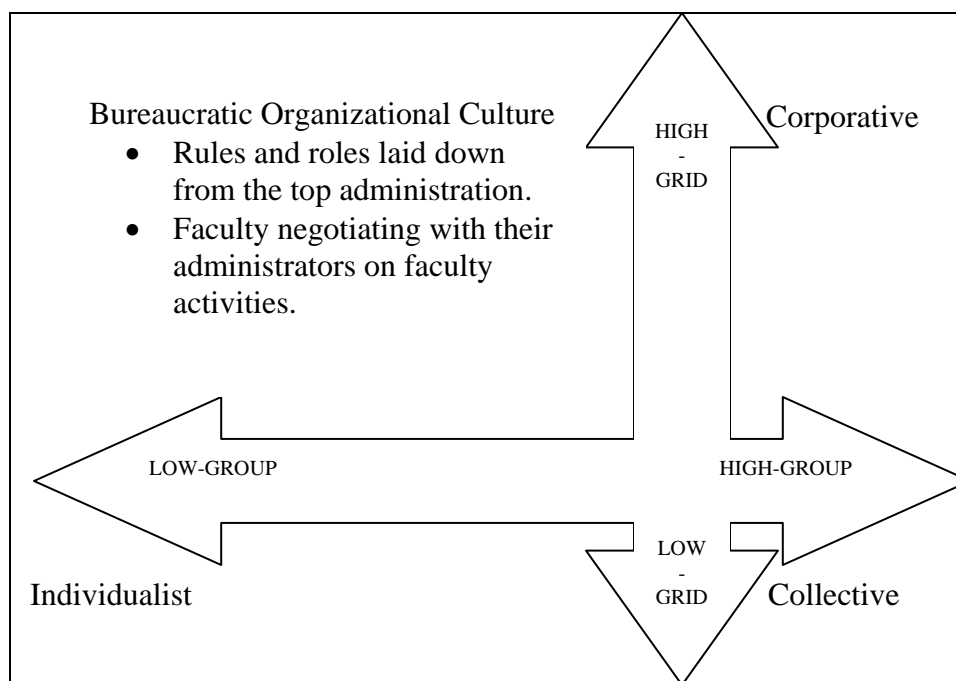 Bureaucratic Organizational Culture
• Rules and roles laid down
from the top administration.
• Faculty negotiating with their
administrators on faculty
activities.
HIGH
-
GRID
Corporative
LOW-GROUP
HIGH-GROUP
LOW
-
GRID
Individualist
Collective